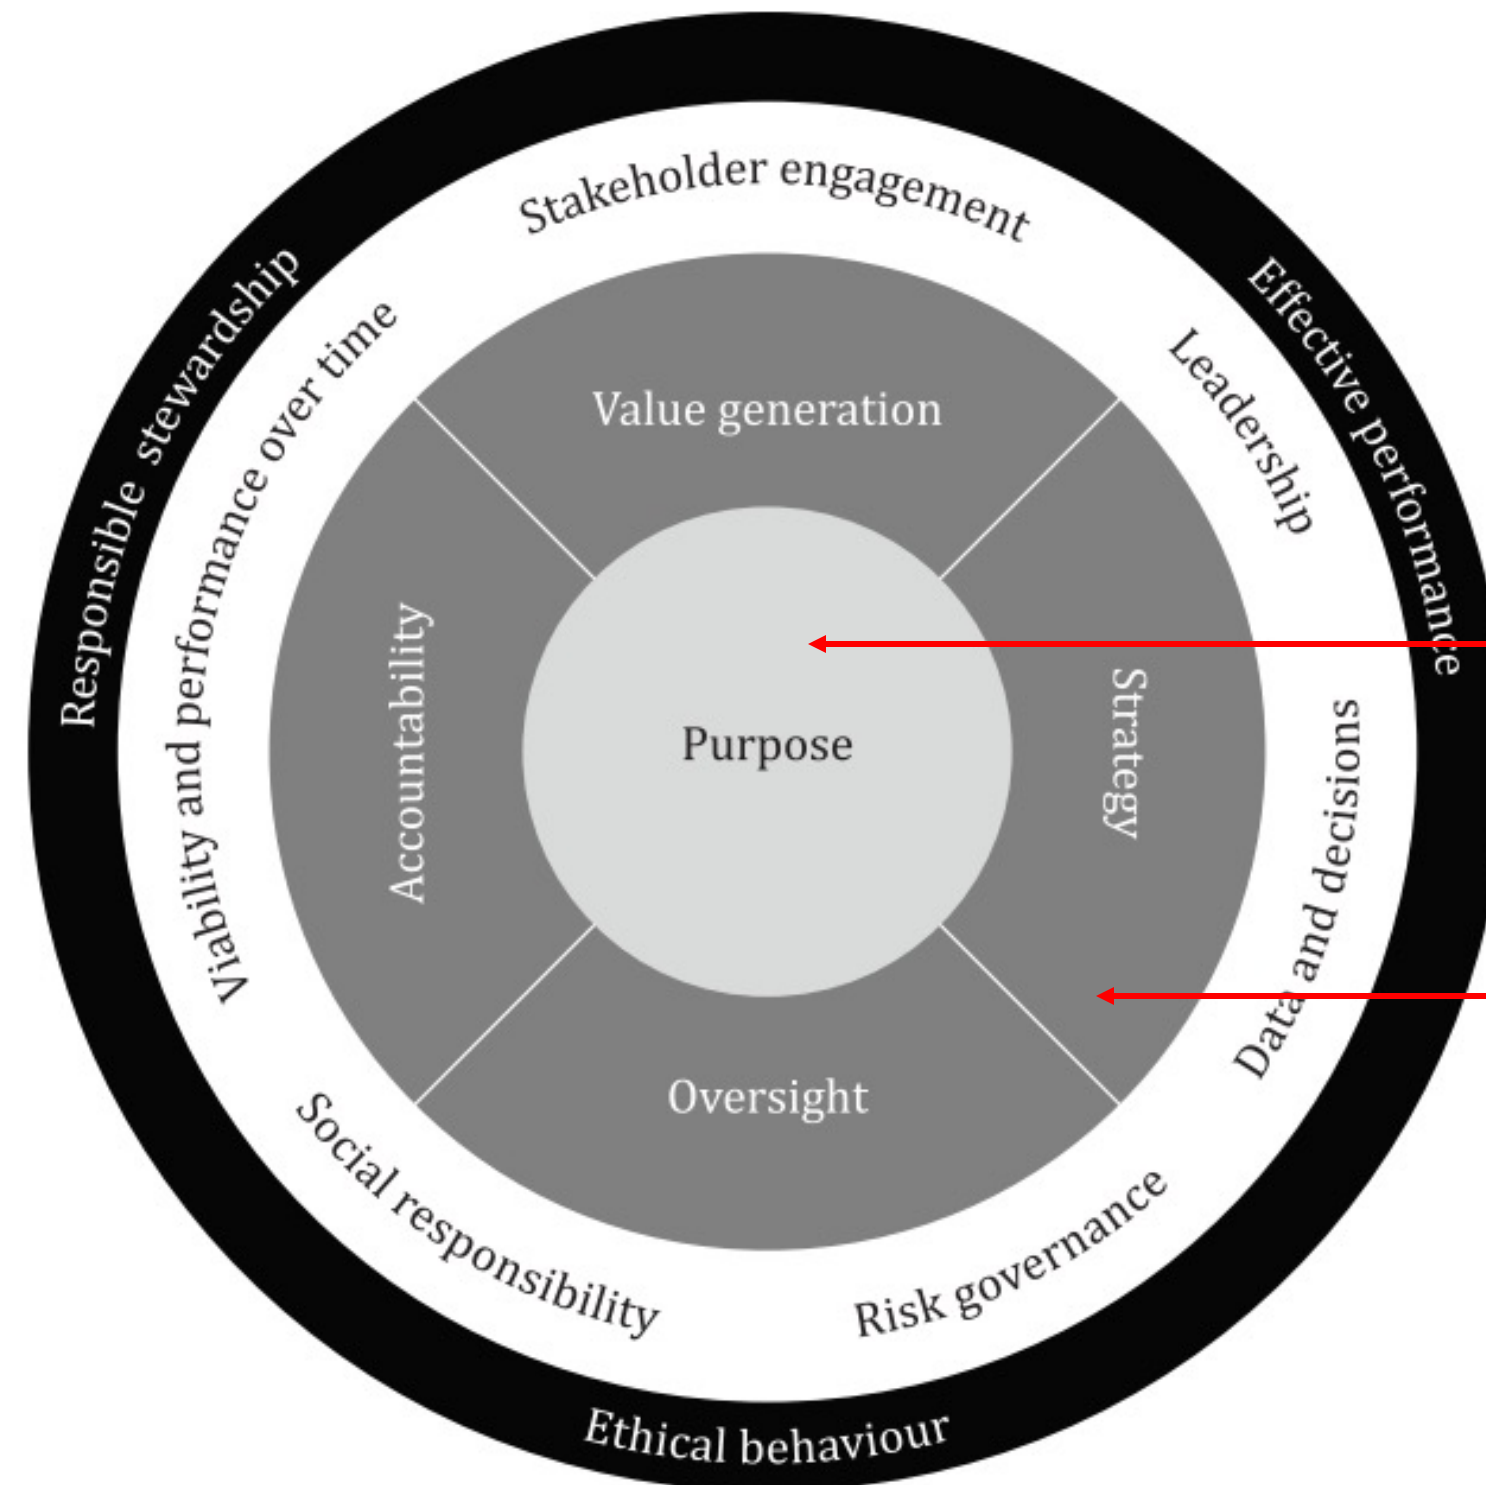 Stakeholder engagement
Responsible stewardship
Effective performance
Viability and performance over time
Leadership
Value generation
Accountability
Purpose
Strategy
Data and decisions
Oversight
Social responsibility
Risk governance
Ethical behaviour